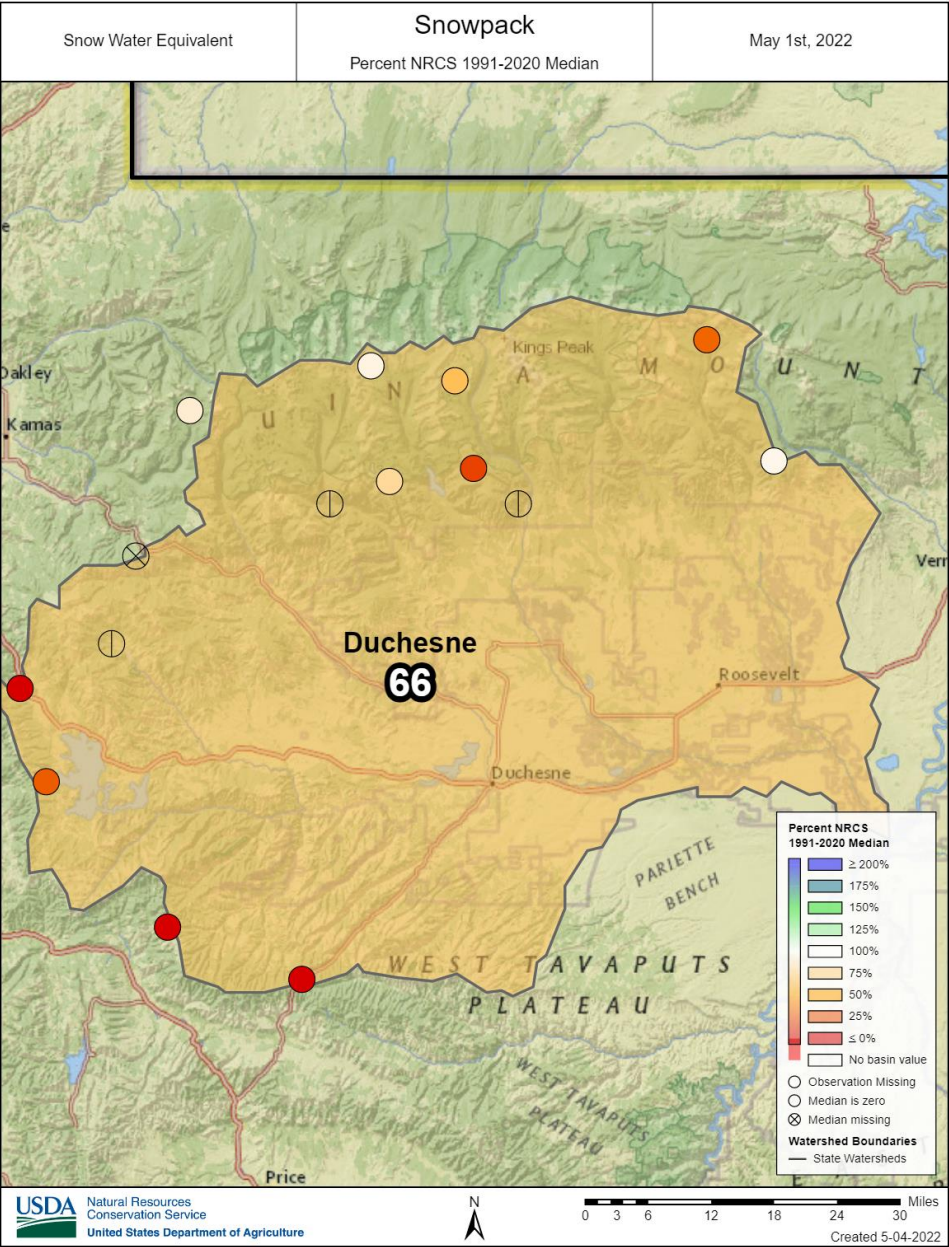 Snow Water Equivalent
Snowpack
Percent NRCS 1991-2020 Median
May 1st, 2022
e
Oakley
Kamas
Kings Peak
U I N A M O U N T
Vern
Duchesne
66
Roosevelt
Duchesne
PARIETTE
BENCH
WEST TAVAPUTS
PLATEAU
WEST TAVAPUTS
PLATEAU
Price
Percent NRCS
1991-2020 Median
≥ 200%
175%
150%
125%
100%
75%
50%
25%
≤ 0%
No basin value
Observation Missing
Median is zero
Median missing
Watershed Boundaries
State Watersheds
USDA
Natural Resources
Conservation Service
United States Department of Agriculture
N
Miles
0 3 6 12 18 24 30
Created 5-04-2022